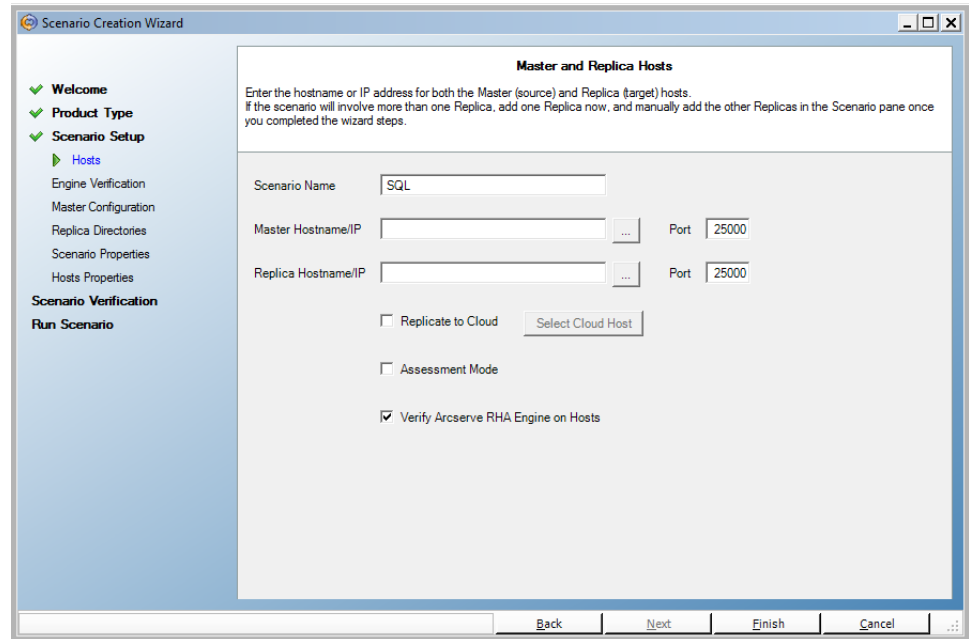 Scenario Creation Wizard
Welcome
Product Type
Scenario Setup
Hosts
Engine Verification
Master Configuration
Replica Directories
Scenario Properties
Hosts Properties
Scenario Verification
Run Scenario
Master and Replica Hosts
Enter the hostname or IP address for both the Master (source) and Replica (target) hosts.
If the scenario will involve more than one Replica, add one Replica now, and manually add the other Replicas in the Scenario pane once
you completed the wizard steps.
Scenario Name SQL
Master Hostname/IP ... Port 25000
Replica Hostname/IP ... Port 25000
Replicate to Cloud Select Cloud Host
Assessment Mode
Verify Arcserve RHA Engine on Hosts
Back Next Finish Cancel